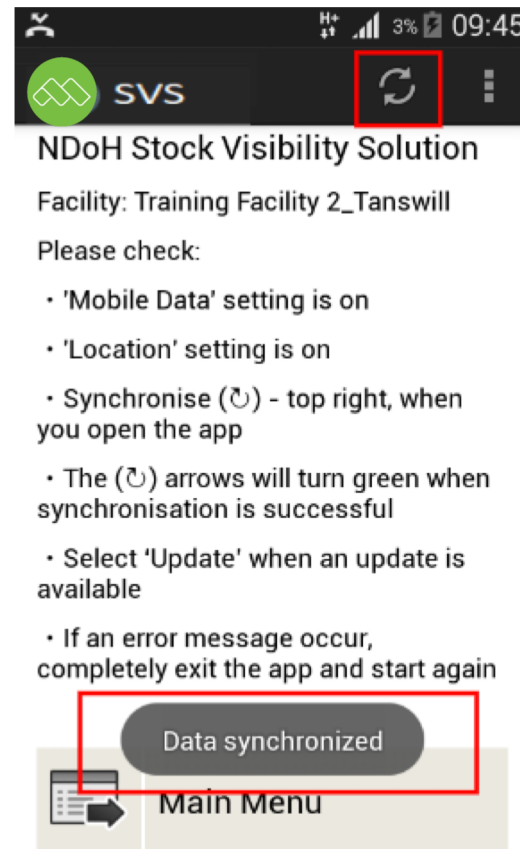 3% 09:45
svs
NDoH Stock Visibility Solution
Facility: Training Facility 2_Tanswill
Please check:
· 'Mobile Data' setting is on
· 'Location' setting is on
· Synchronise (↻) - top right, when
you open the app
· The (↻) arrows will turn green when
synchronisation is successful
· Select ‘Update’ when an update is
available
· If an error message occur,
completely exit the app and start again
Data synchronized
Main Menu